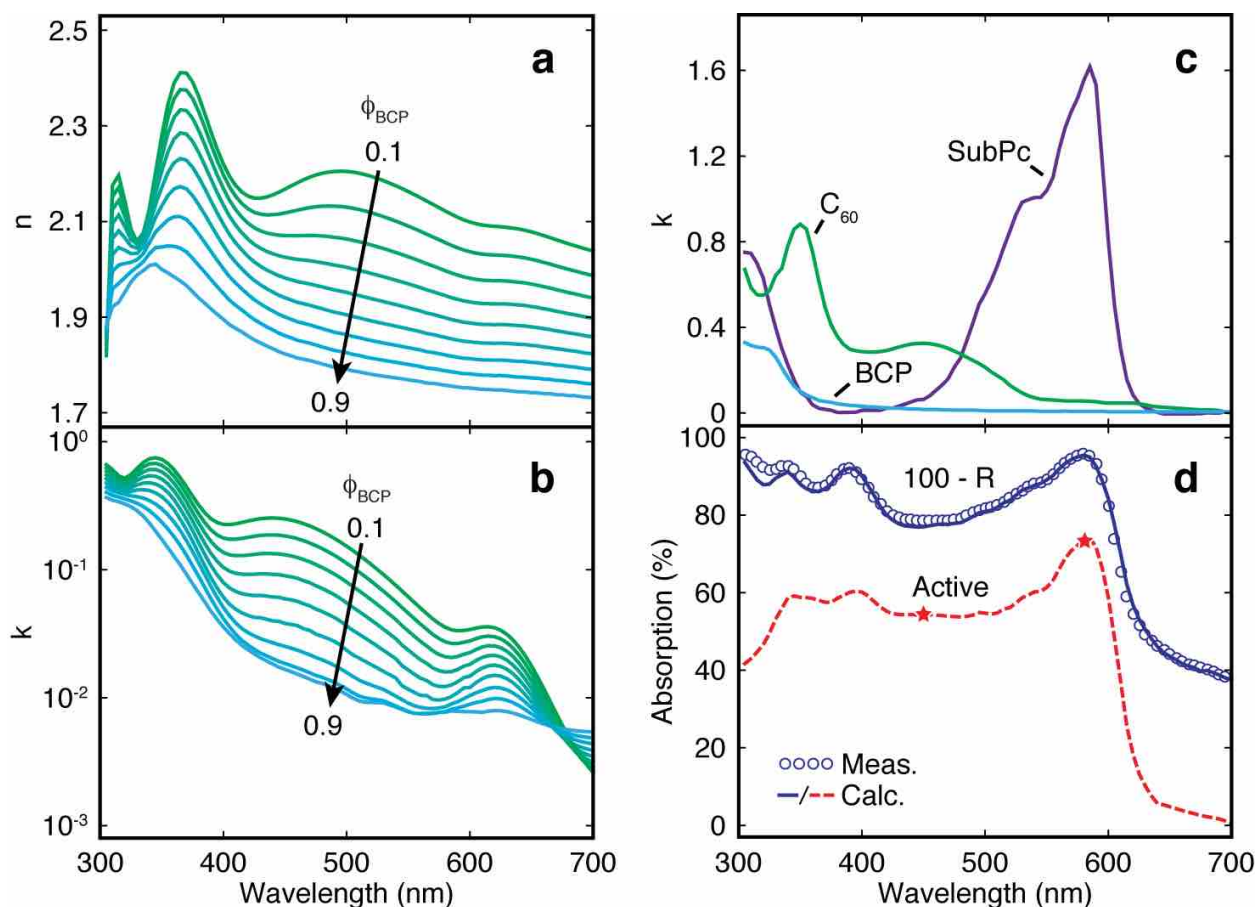 a
2.5
2.3
2.1
1.9
1.7
n
ϕBCP
0.1
0.9
b
10⁰
10⁻¹
10⁻²
10⁻³
k
ϕBCP
0.1
0.9
300 400 500 600 700
Wavelength (nm)
c
1.6
1.2
0.8
0.4
0
k
SubPc
C₆₀
BCP
d
100
80
60
40
20
0
Absorption (%)
100 - R
Active
Meas.
/ Calc.
300 400 500 600 700
Wavelength (nm)